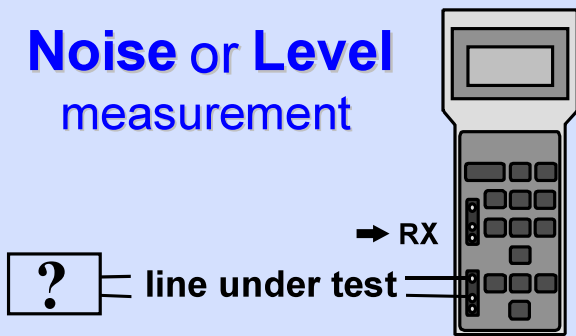 Noise or Level
measurement
➡ RX
? line under test